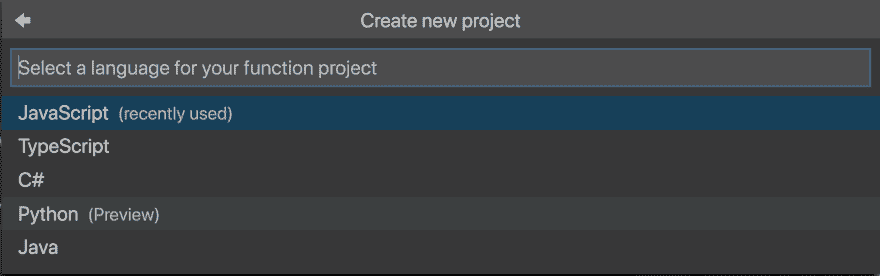 Create new project
Select a language for your function project
JavaScript (recently used)
TypeScript
C#
Python (Preview)
Java